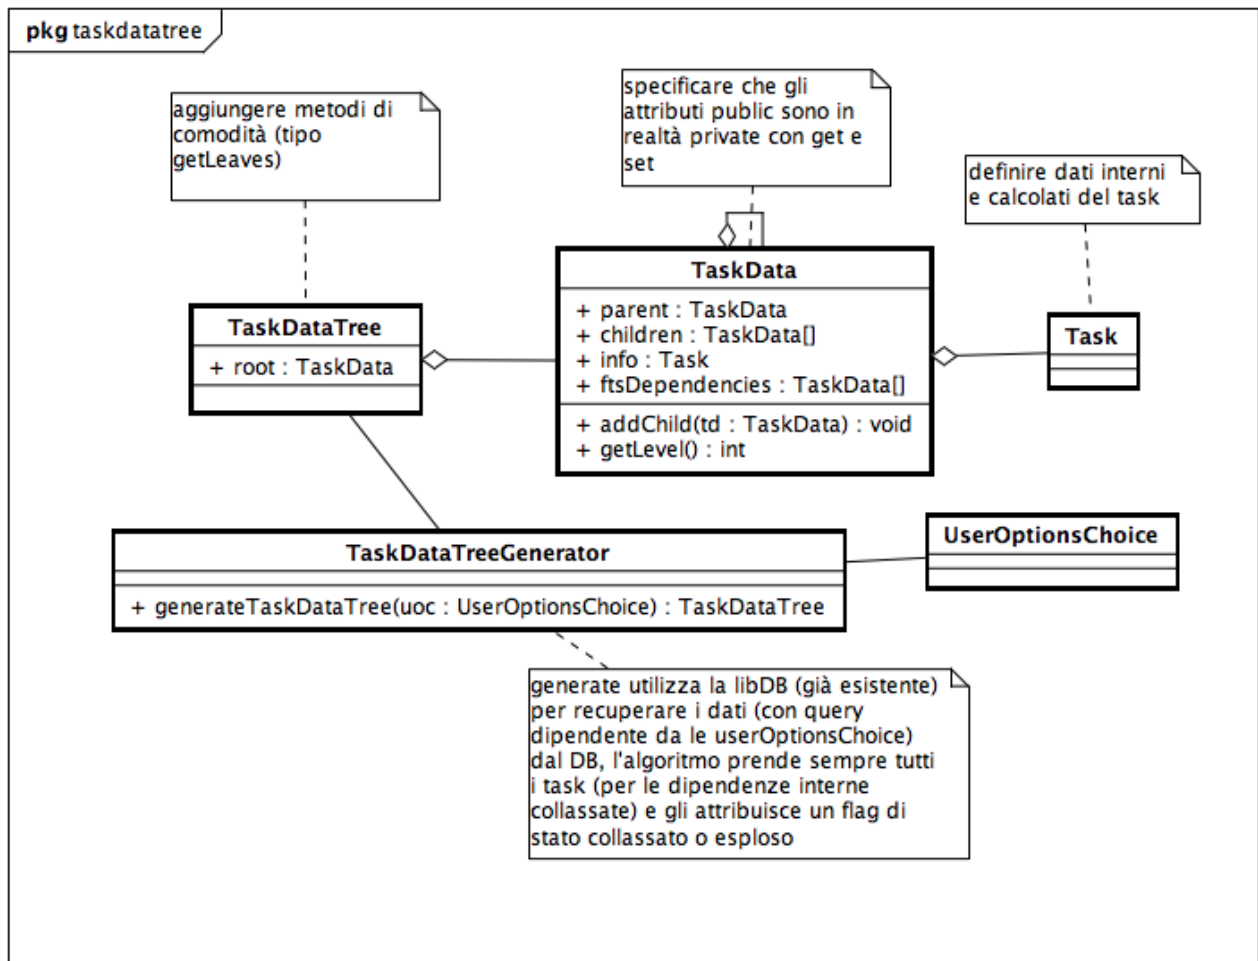 pkg taskdatatree
aggiungere metodi di
comodità (tipo
getLeaves)
specificare che gli
attributi public sono in
realtà private con get e
set
definire dati interni
e calcolati del task
TaskDataTree
+ root : TaskData
TaskData
+ parent : TaskData
+ children : TaskData[]
+ info : Task
+ ftsDependencies : TaskData[]
+ addChild(td : TaskData) : void
+ getLevel() : int
Task
TaskDataTreeGenerator
+ generateTaskDataTree(uoc : UserOptionsChoice) : TaskDataTree
UserOptionsChoice
generate utilizza la libDB (già esistente)
per recuperare i dati (con query
dipendente da le userOptionsChoice)
dal DB, l'algoritmo prende sempre tutti
i task (per le dipendenze interne
collassate) e gli attribuisce un flag di
stato collassato o esploso